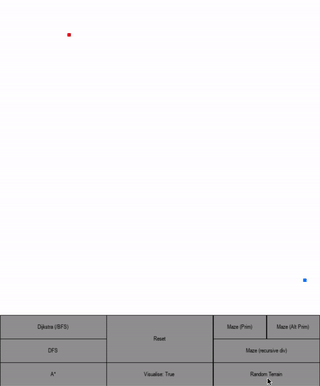 Dijkstra (/BFS)
Reset
Maze (Prim)
Maze (Alt Prim)
DFS
Maze (recursive div)
A*
Visualise: True
Random Terrain